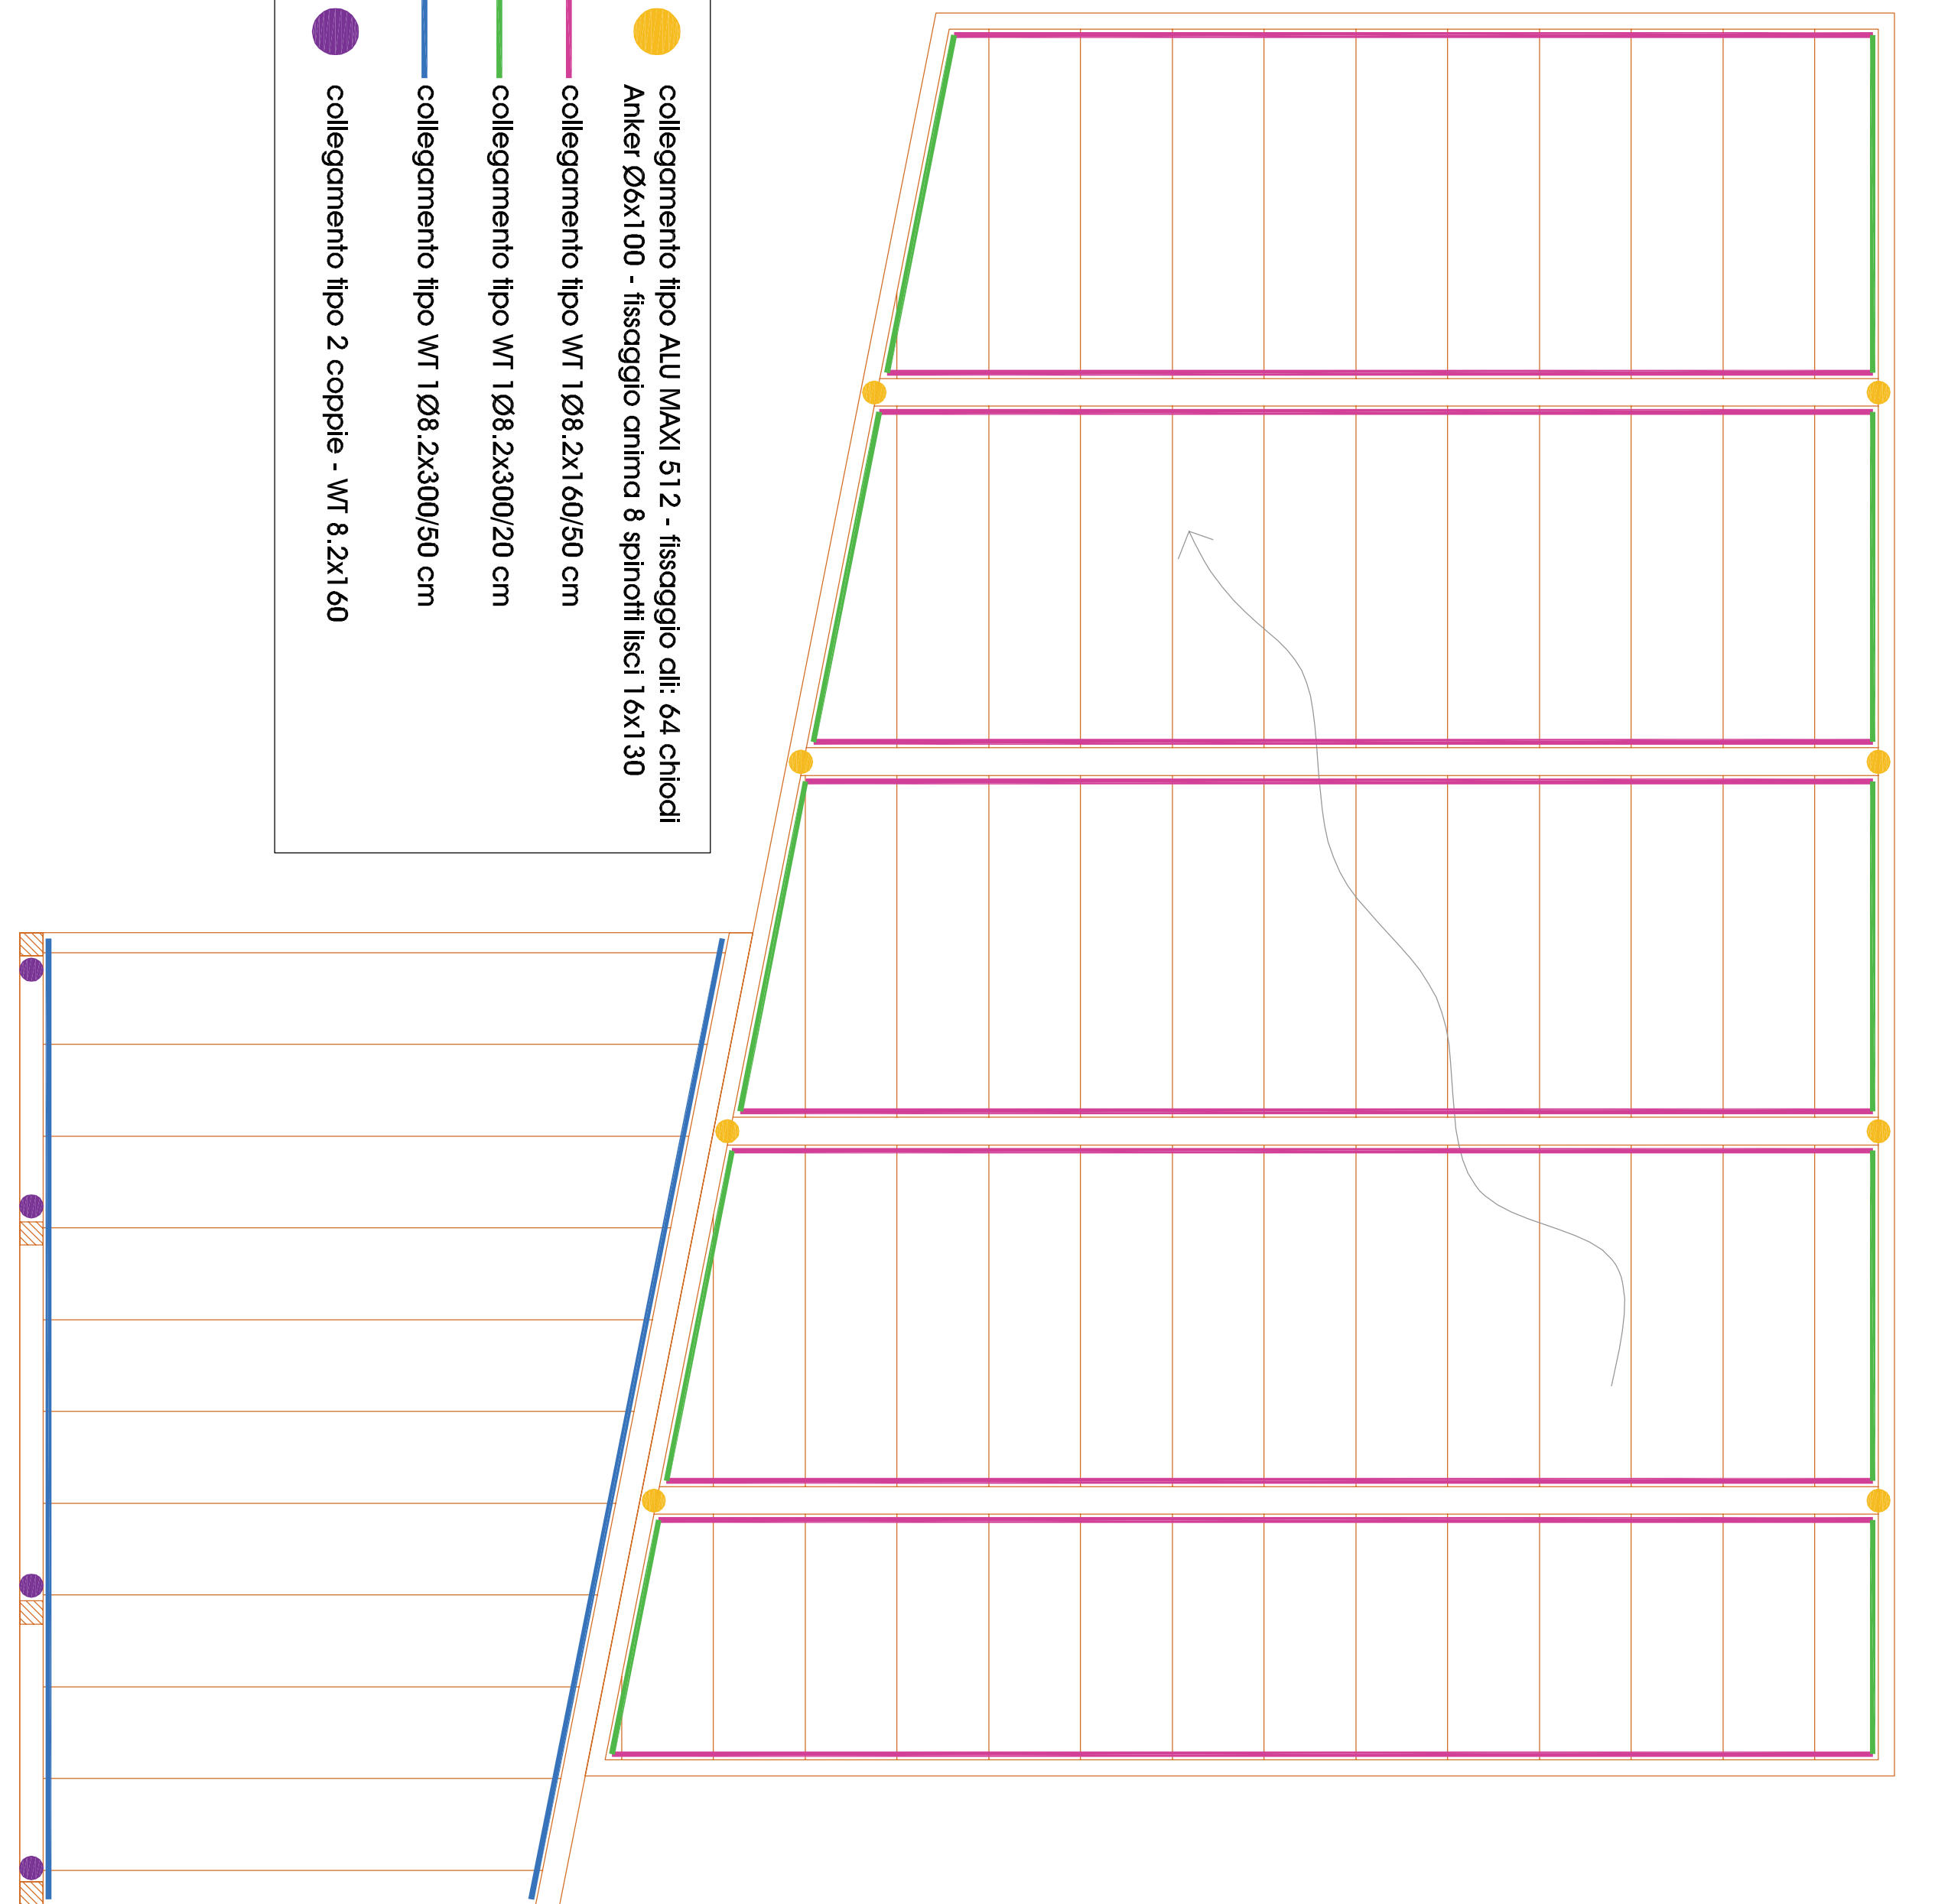 collegamento tipo ALU MAXI 512 - fissaggio ali: 64 chiodi
Anker Ø6x100 - fissaggio anima 8 spinotti lisci 16x130
collegamento tipo WT 1Ø8.2x160/50 cm
collegamento tipo WT 1Ø8.2x300/20 cm
collegamento tipo WT 1Ø8.2x300/50 cm
collegamento tipo 2 coppie - WT 8.2x160